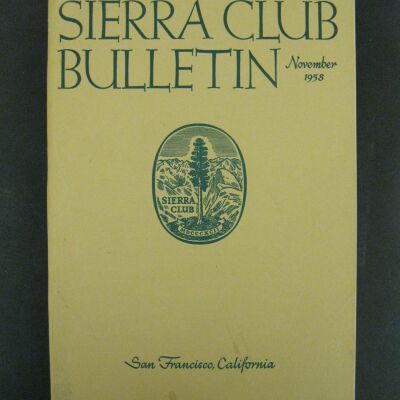 SIERRA CLUB
BULLETIN
November
1958
SIERRA
CLUB
MDCCCXCII
San Francisco, California